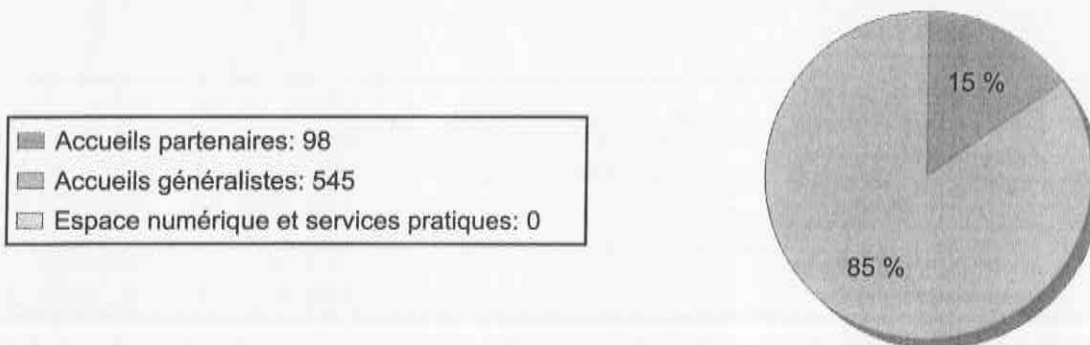 Accueils partenaires: 98
Accueils généralistes: 545
Espace numérique et services pratiques: 0
15 %
85 %